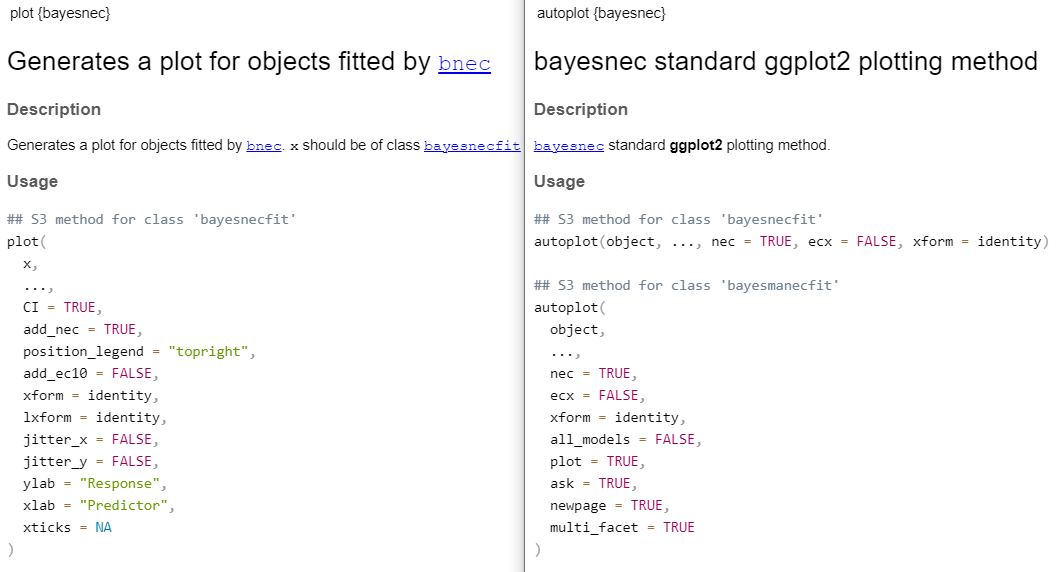 plot {bayesnec}
Generates a plot for objects fitted by bnec
Description
Generates a plot for objects fitted by bnec. x should be of class bayesnecfit
Usage
## S3 method for class 'bayesnecfit'
plot(
  x,
  ...,
  CI = TRUE,
  add_nec = TRUE,
  position_legend = "topright",
  add_ec10 = FALSE,
  xform = identity,
  lxform = identity,
  jitter_x = FALSE,
  jitter_y = FALSE,
  ylab = "Response",
  xlab = "Predictor",
  xticks = NA
)
autoplot {bayesnec}
bayesnec standard ggplot2 plotting method
Description
bayesnec standard ggplot2 plotting method.
Usage
## S3 method for class 'bayesnecfit'
autoplot(object, ..., nec = TRUE, ecx = FALSE, xform = identity)
## S3 method for class 'bayesmanecfit'
autoplot(
  object,
  ...,
  nec = TRUE,
  ecx = FALSE,
  xform = identity,
  all_models = FALSE,
  plot = TRUE,
  ask = TRUE,
  newpage = TRUE,
  multi_facet = TRUE
)